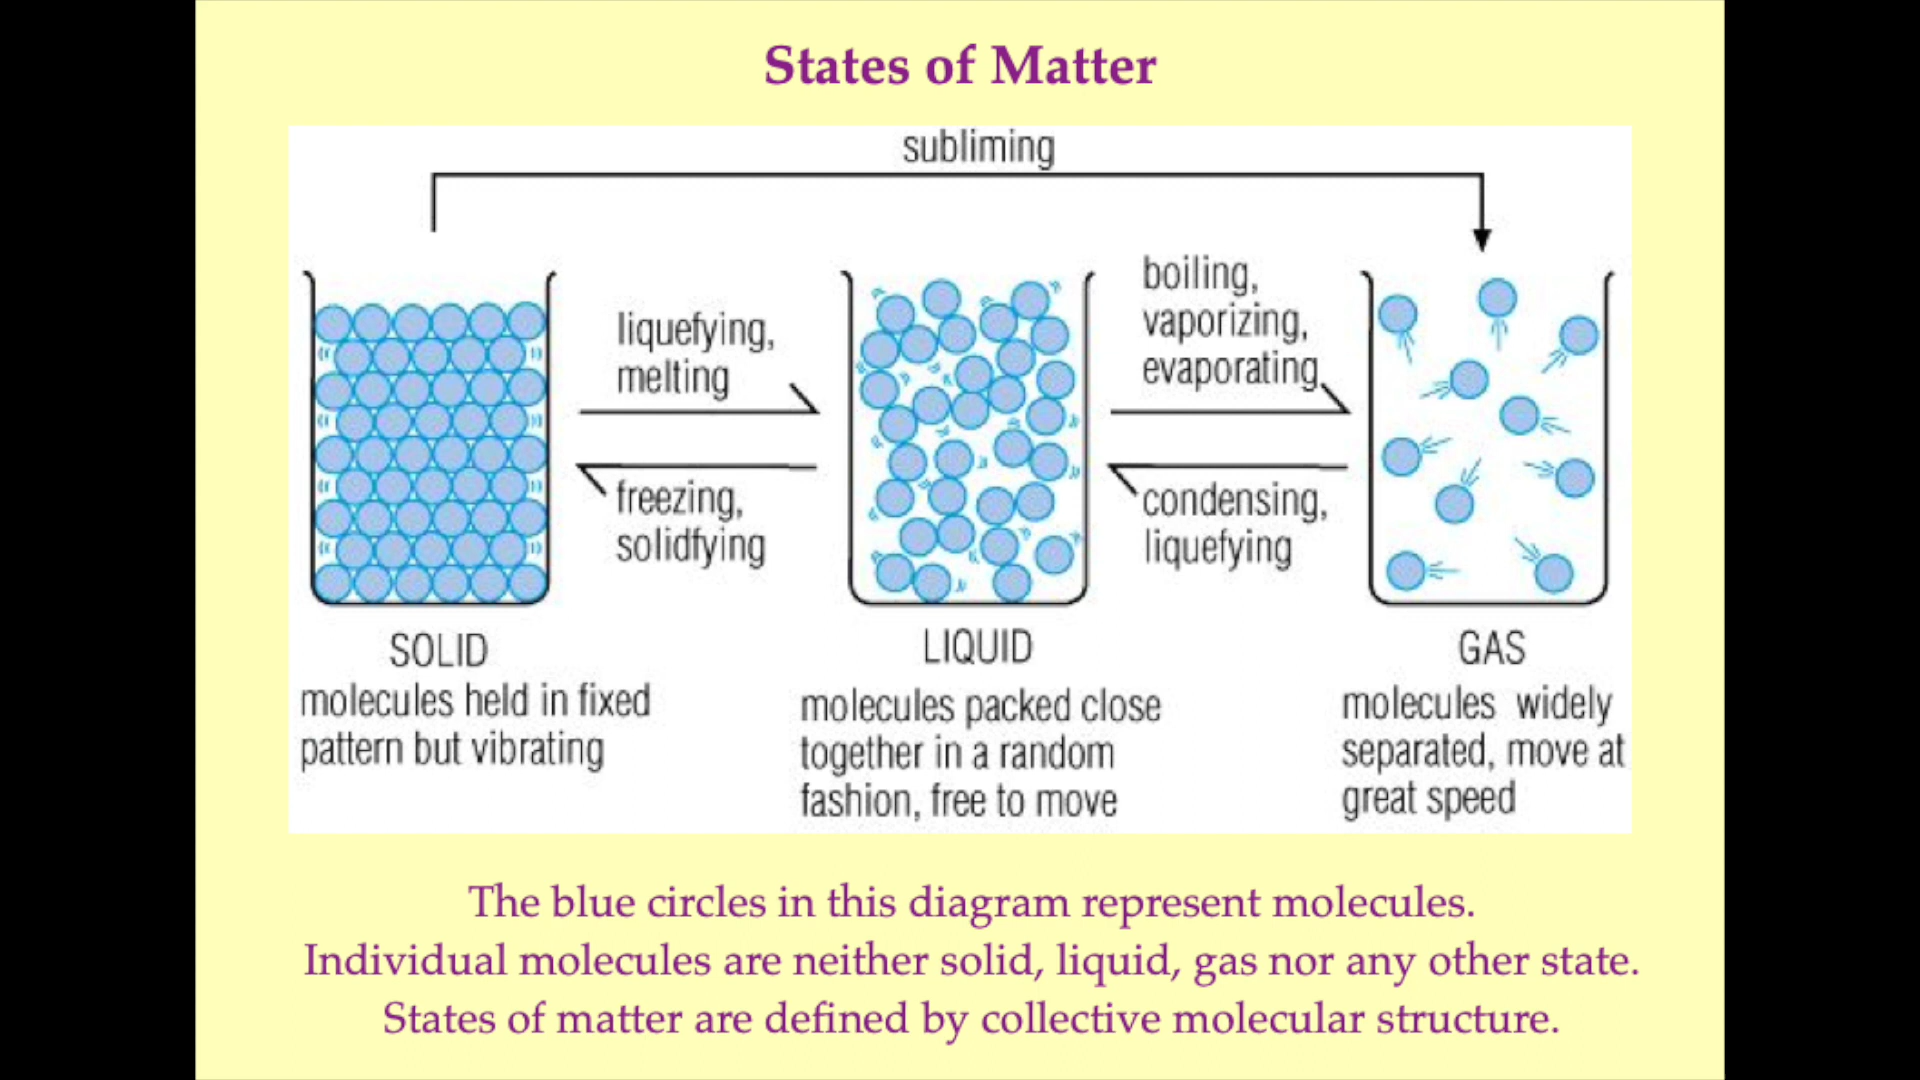 States of Matter
subliming
liquefying,
melting
freezing,
solidfying
boiling,
vaporizing,
evaporating
condensing,
liquefying
SOLID
molecules held in fixed
pattern but vibrating
LIQUID
molecules packed close
together in a random
fashion, free to move
GAS
molecules widely
separated, move at
great speed
The blue circles in this diagram represent molecules.
Individual molecules are neither solid, liquid, gas nor any other state.
States of matter are defined by collective molecular structure.